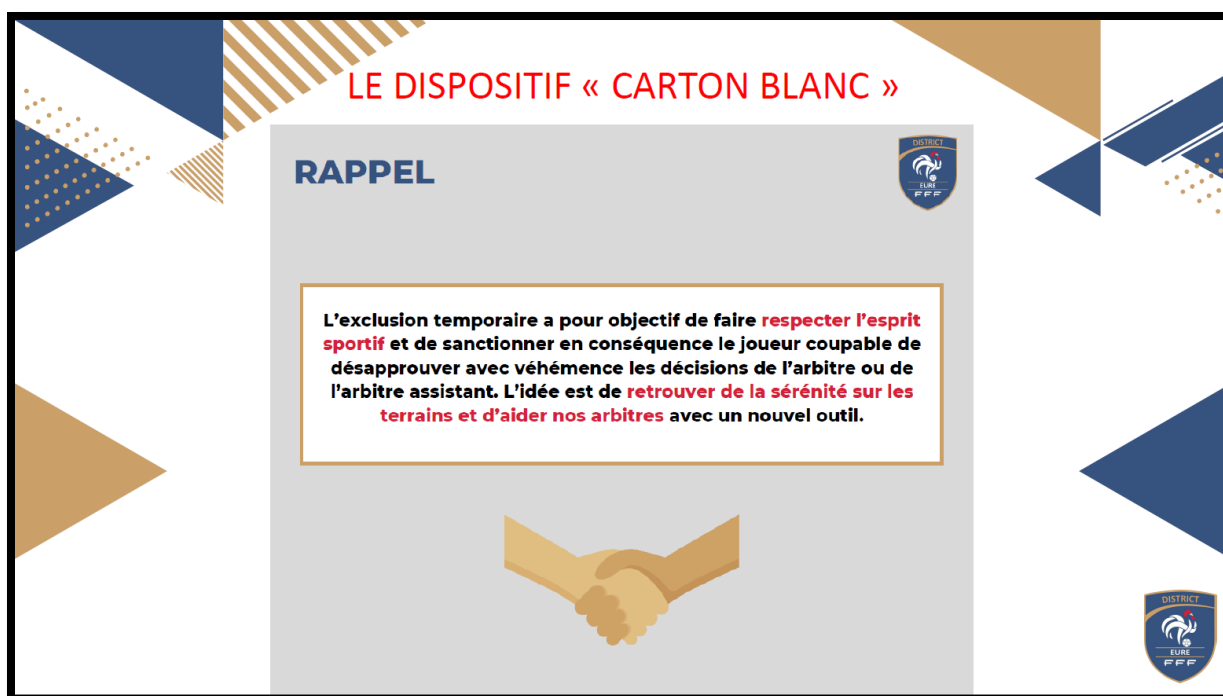 LE DISPOSITIF « CARTON BLANC »
RAPPEL
DISTRICT
EURE
FFF
L'exclusion temporaire a pour objectif de faire respecter l'esprit
sportif et de sanctionner en conséquence le joueur coupable de
désapprouver avec véhémence les décisions de l'arbitre ou de
l'arbitre assistant. L'idée est de retrouver de la sérénité sur les
terrains et d'aider nos arbitres avec un nouvel outil.
DISTRICT
EURE
FFF